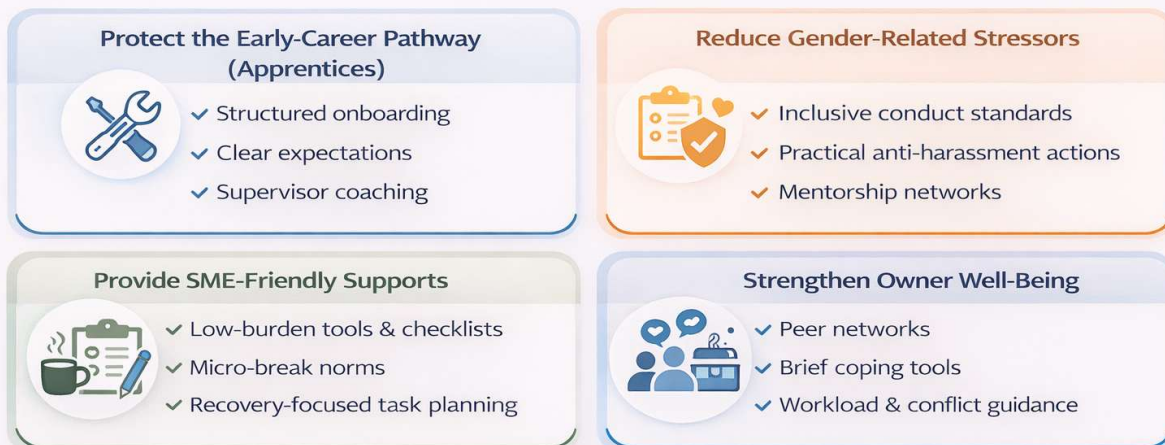 Protect the Early-Career Pathway
(Apprentices)
Structured onboarding
Clear expectations
Supervisor coaching
Reduce Gender-Related Stressors
Inclusive conduct standards
Practical anti-harassment actions
Mentorship networks
Provide SME-Friendly Supports
Low-burden tools & checklists
Micro-break norms
Recovery-focused task planning
Strengthen Owner Well-Being
Peer networks
Brief coping tools
Workload & conflict guidance